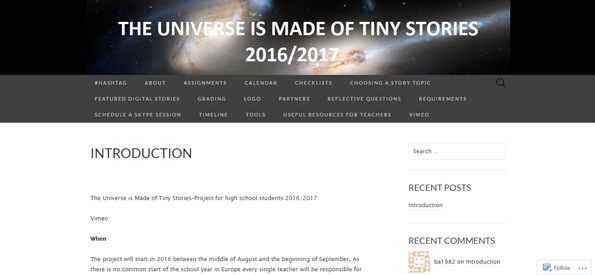 THE UNIVERSE IS MADE OF TINY STORIES
2016/2017
#HASHTAG ABOUT ASSIGNMENTS CALENDAR CHECKLISTS CHOOSING A STORY TOPIC
FEATURED DIGITAL STORIES GRADING LOGO PARTNERS REFLECTIVE QUESTIONS REQUIREMENTS
SCHEDULE A SKYPE SESSION TIMELINE TOOLS USEFUL RESOURCES FOR TEACHERS VIMEO
INTRODUCTION
The Universe is Made of Tiny Stories-Project for high school students 2016/2017
Vimeo
When
The project will start in 2016 between the middle of August and the beginning of September. As
there is no common start of the school year in Europe every single teacher will be responsible for
Search …
RECENT POSTS
Introduction
RECENT COMMENTS
ba1982 on Introduction
Follow